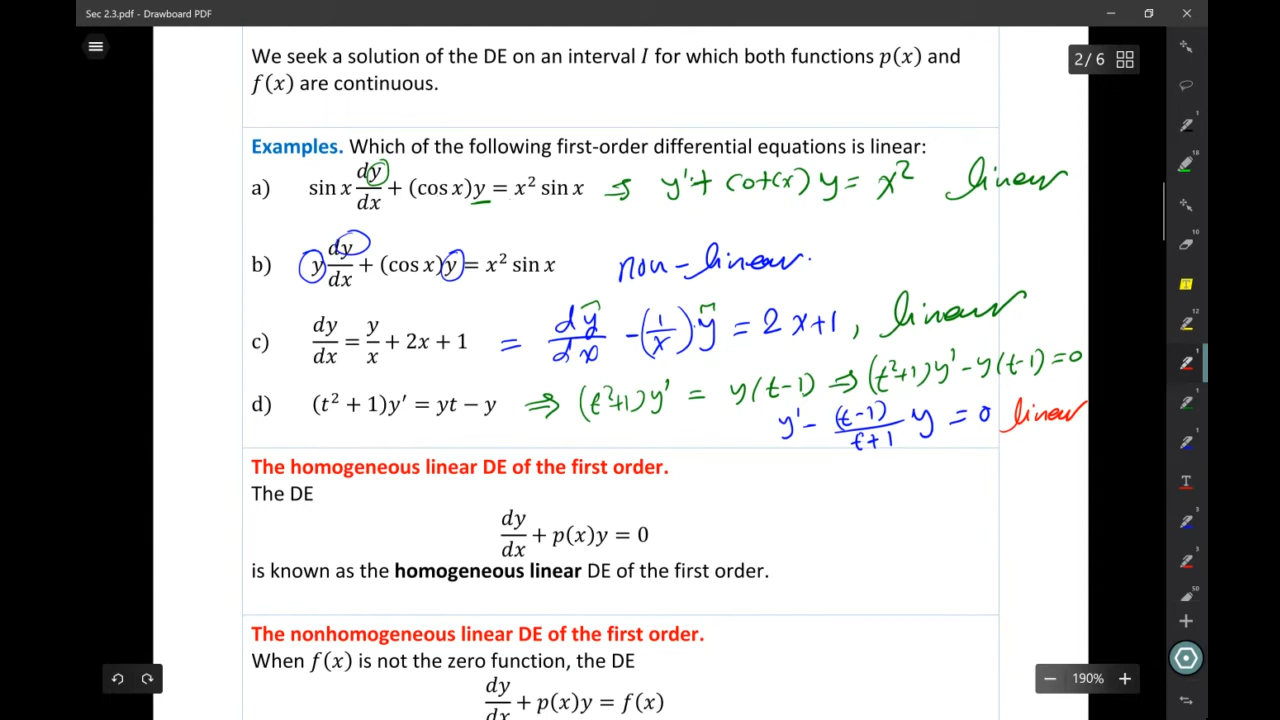 Sec 2.3.pdf - Drawboard PDF
We seek a solution of the DE on an interval I for which both functions p(x) and
f(x) are continuous.
2/6
Examples. Which of the following first-order differential equations is linear:
a) sin x dy/dx + (cos x)y = x² sin x ⇒ y' + cot(x) y = x² linear
b) y dy/dx + (cos x)y = x² sin x non-linear.
c) dy/dx = y/x + 2x + 1 = dy/dx - (1/x) y = 2x+1, linear
d) (t² + 1)y′ = yt − y ⇒ (t²+1)y' = y(t-1) ⇒ (t²+1)y' - y(t-1) = 0
y' - (t-1)/(t+1) y = 0 linear
The homogeneous linear DE of the first order.
The DE
dy/dx + p(x)y = 0
is known as the homogeneous linear DE of the first order.
The nonhomogeneous linear DE of the first order.
When f(x) is not the zero function, the DE
dy/dx + p(x)y = f(x)
190%